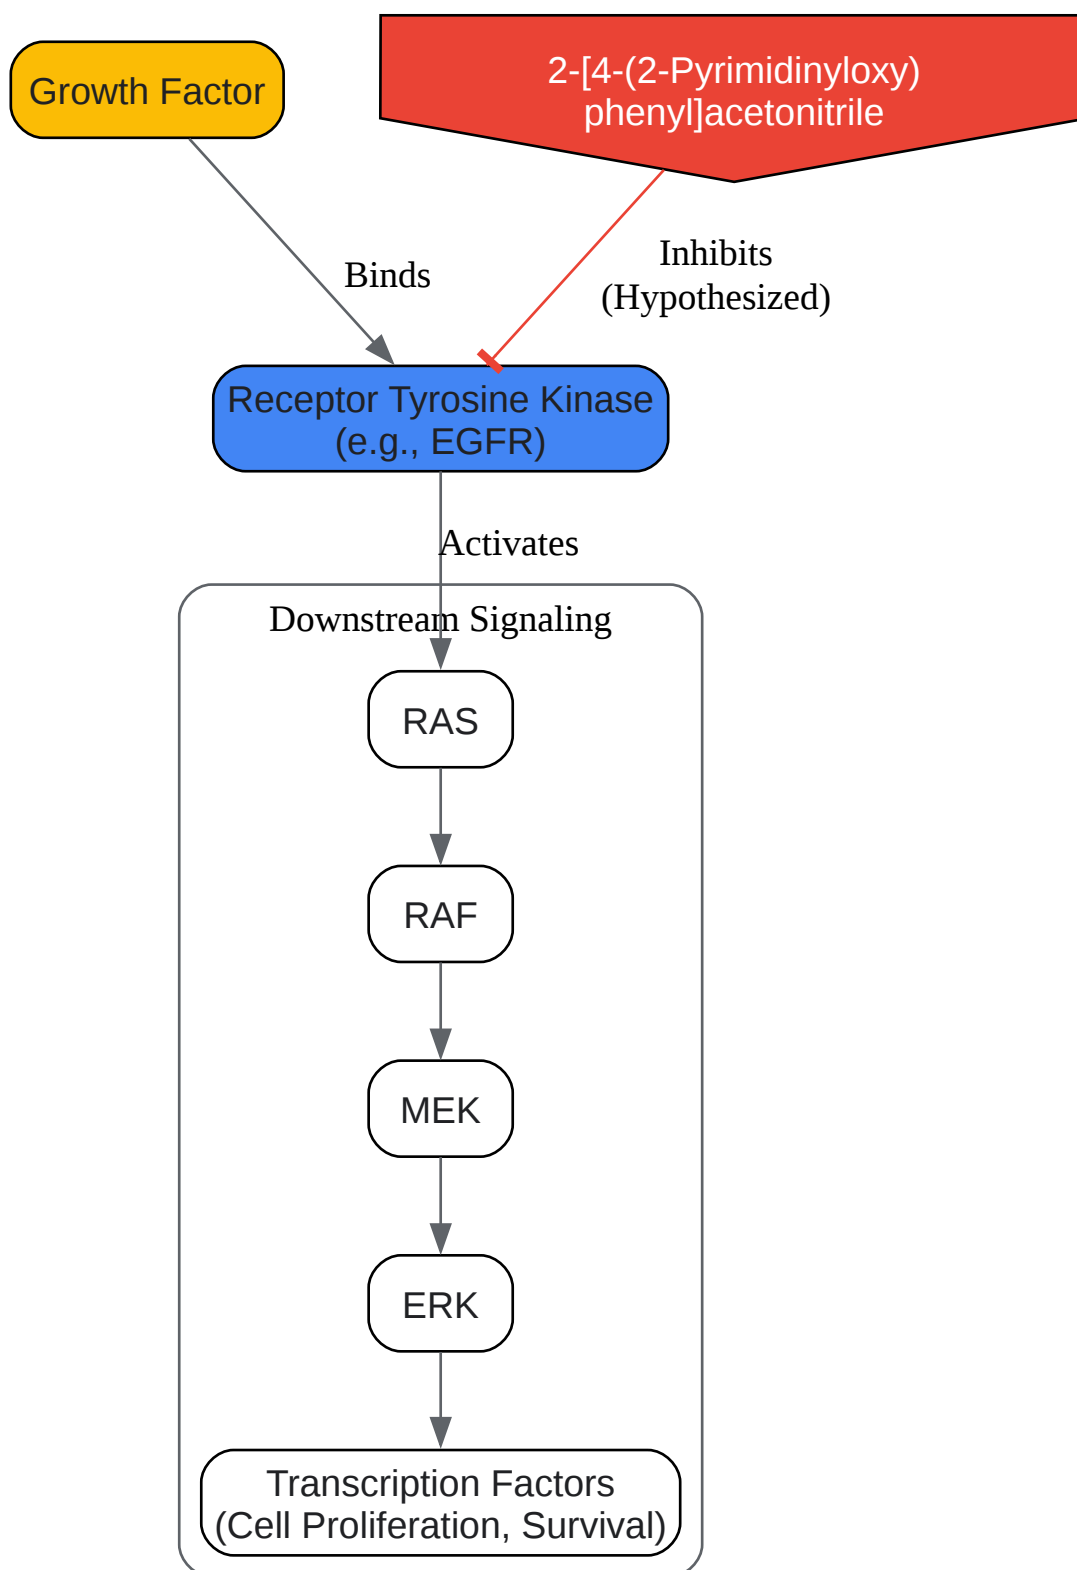 Growth Factor
2-[4-(2-Pyrimidinyloxy)
phenyl]acetonitrile
Binds
Inhibits
(Hypothesized)
Receptor Tyrosine Kinase
(e.g., EGFR)
Activates
Downstream Signaling
RAS
RAF
MEK
ERK
Transcription Factors
(Cell Proliferation, Survival)